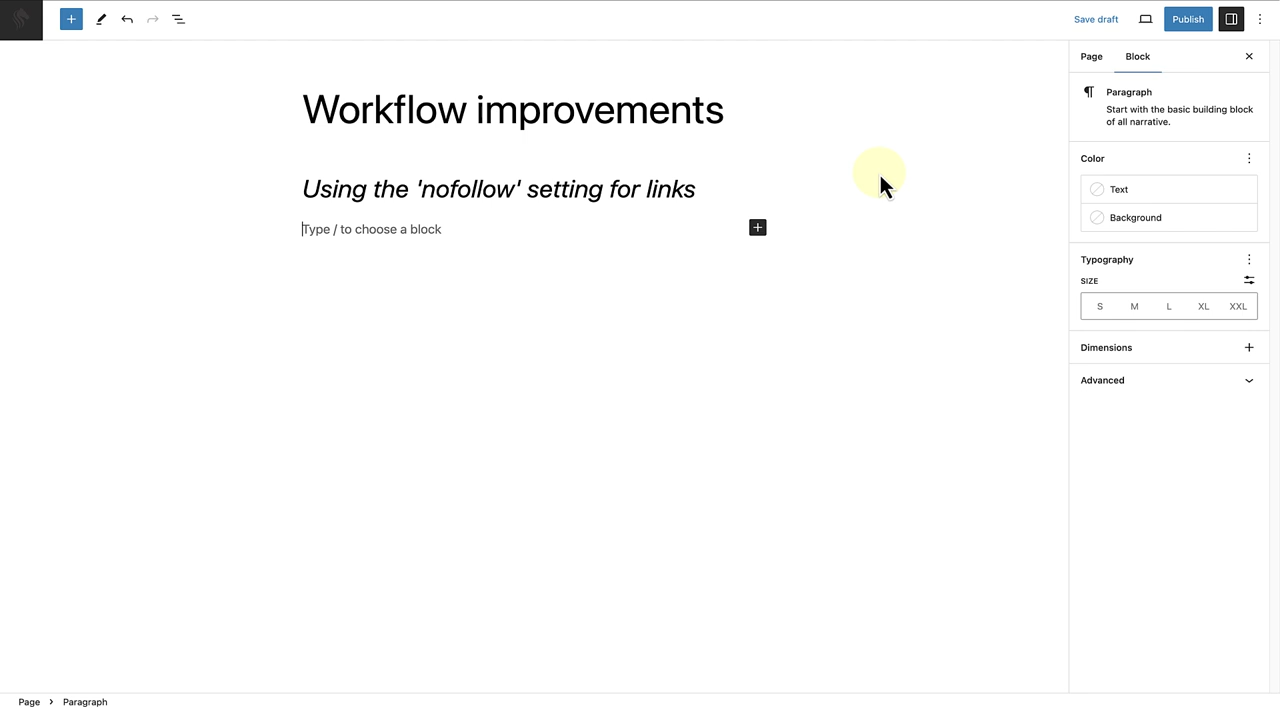 Save draft
Publish
Page
Block
Workflow improvements
Paragraph
Start with the basic building block
of all narrative.
Color
Using the 'nofollow' setting for links
Text
Type / to choose a block
Background
Typography
SIZE
S M L XL XXL
Dimensions
Advanced
Page > Paragraph